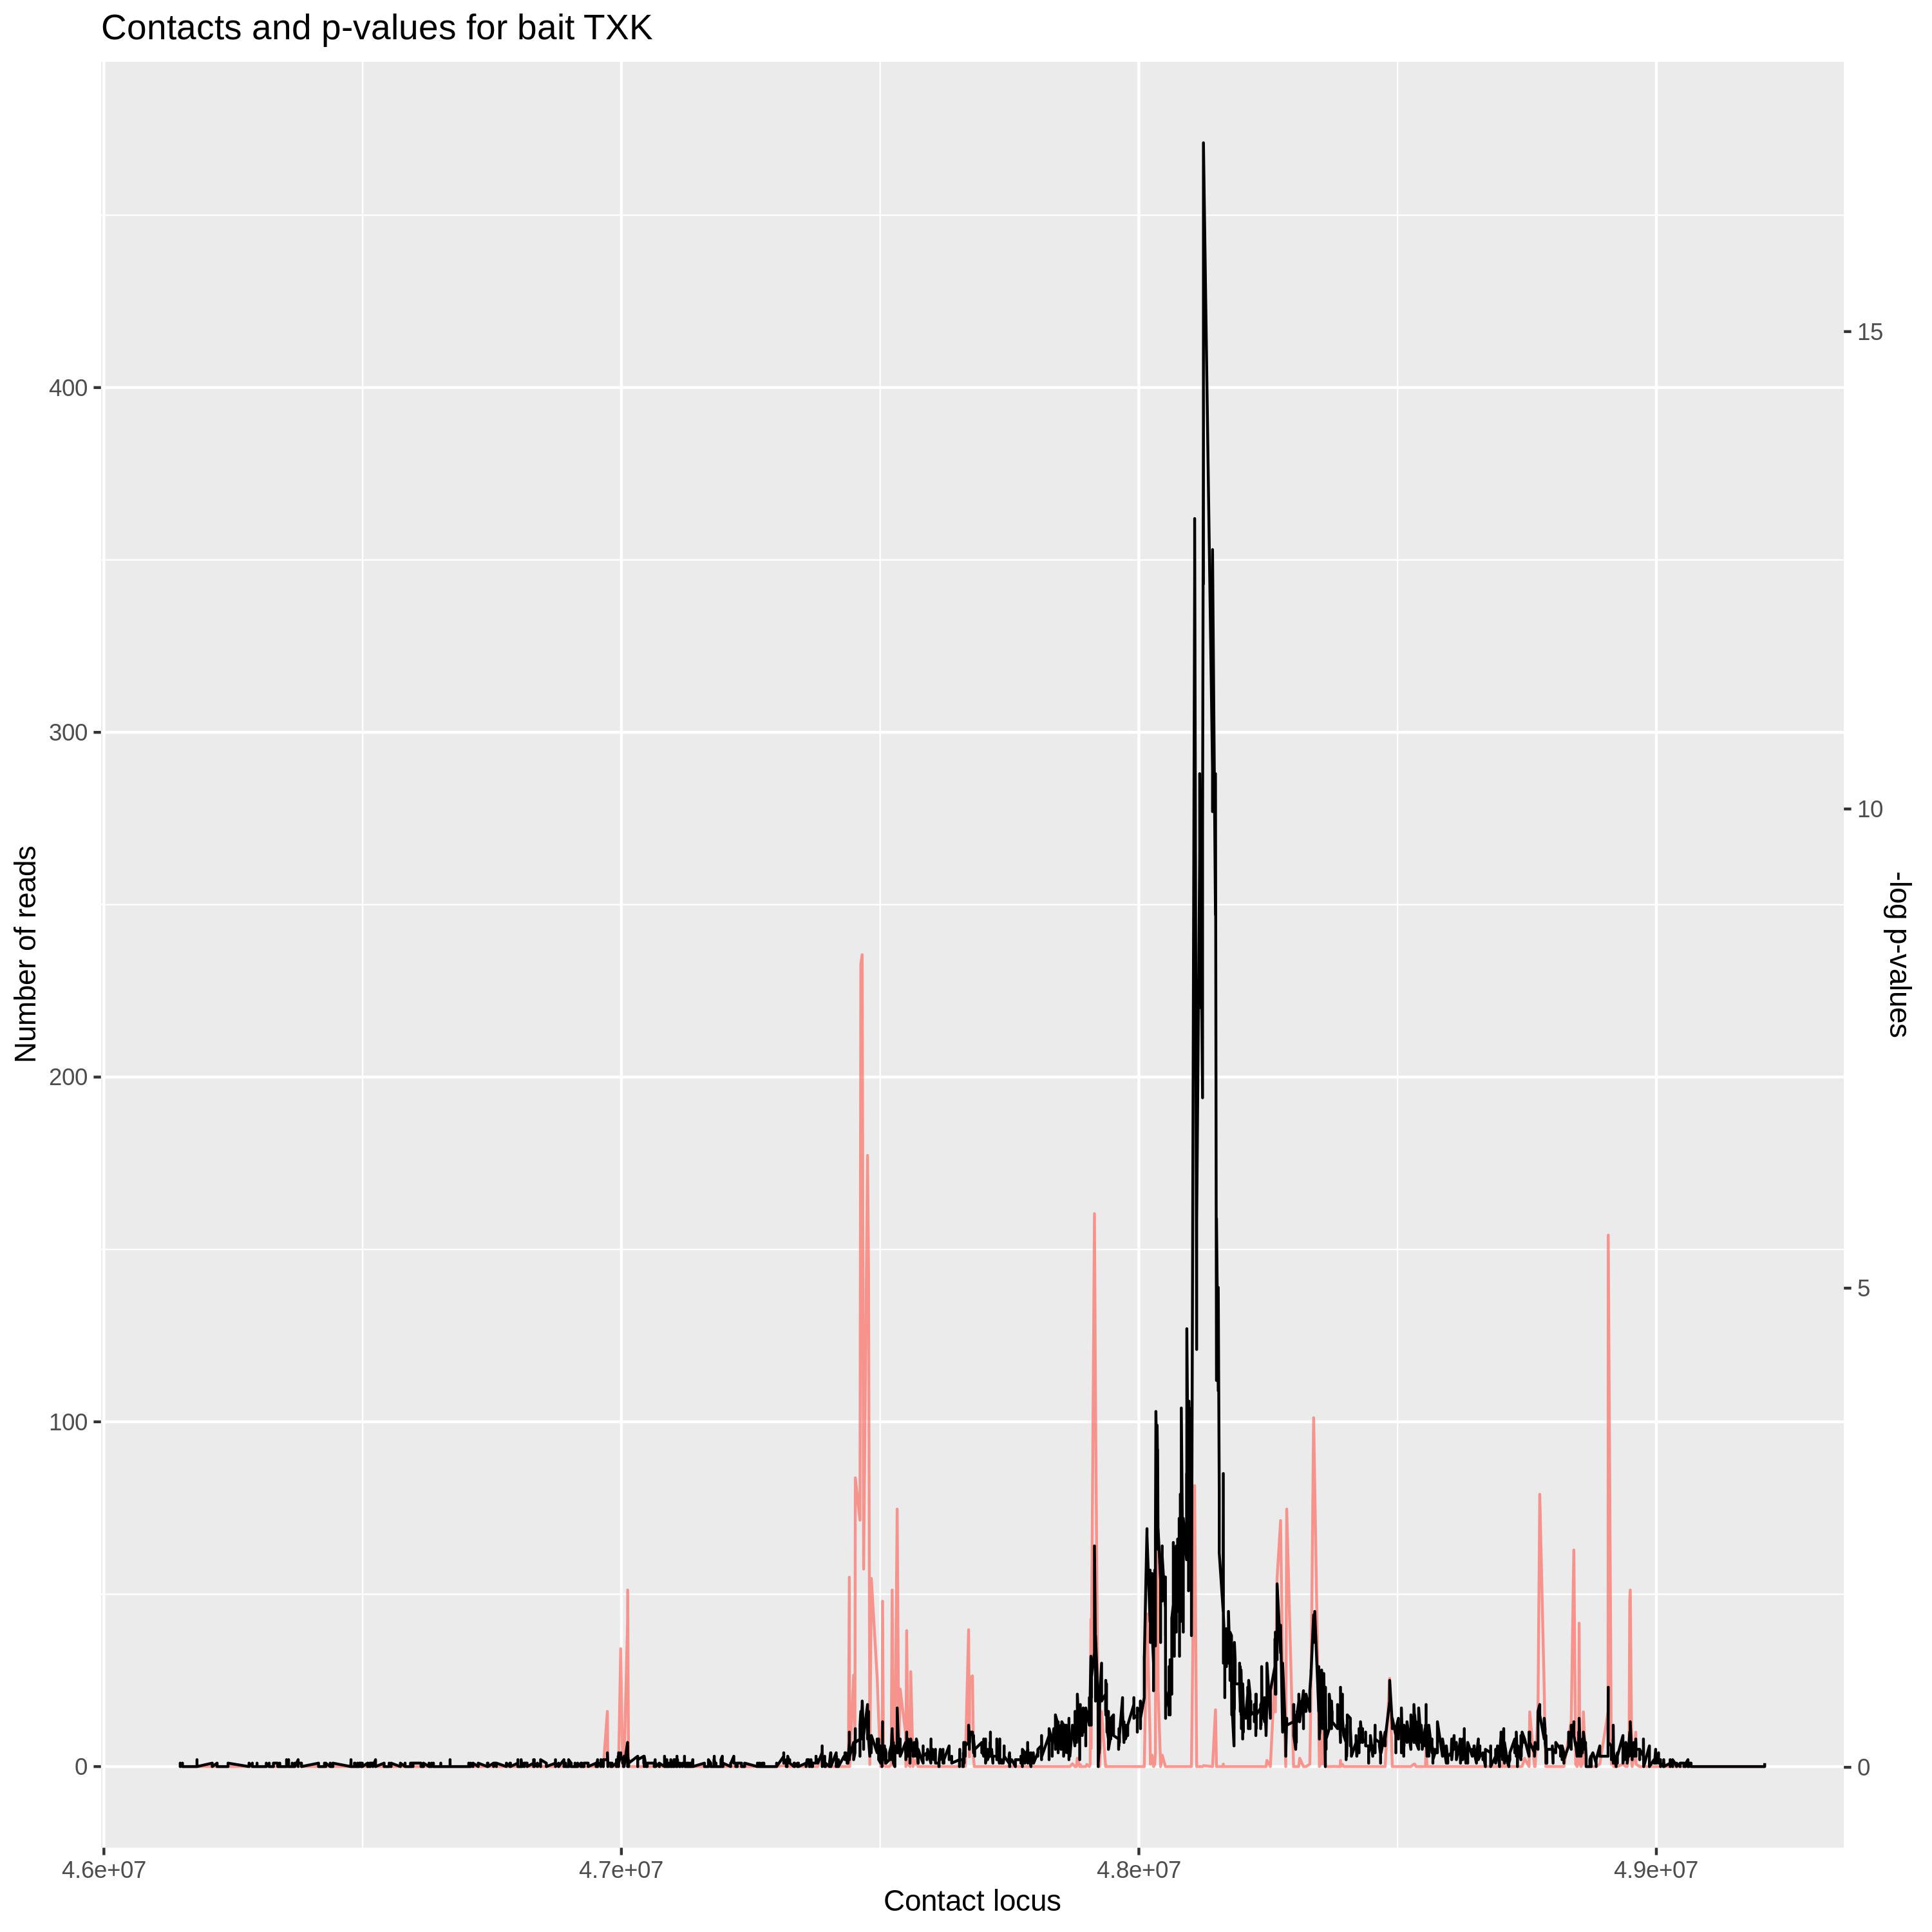 Contacts and p-values for bait TXK
Number of reads
400
300
200
100
0
15
10
5
0
-log p-values
4.6e+07
4.7e+07
4.8e+07
4.9e+07
Contact locus